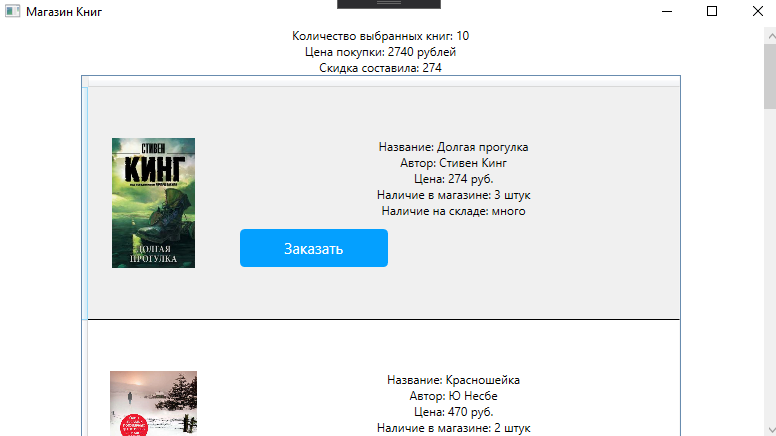 Магазин Книг
Количество выбранных книг: 10
Цена покупки: 2740 рублей
Скидка составила: 274
СТИВЕН
КИНГ
ДОЛГАЯ
ПРОГУЛКА
Название: Долгая прогулка
Автор: Стивен Кинг
Цена: 274 руб.
Наличие в магазине: 3 штук
Наличие на складе: много
Заказать
Название: Красношейка
Автор: Ю Несбе
Цена: 470 руб.
Наличие в магазине: 2 штук